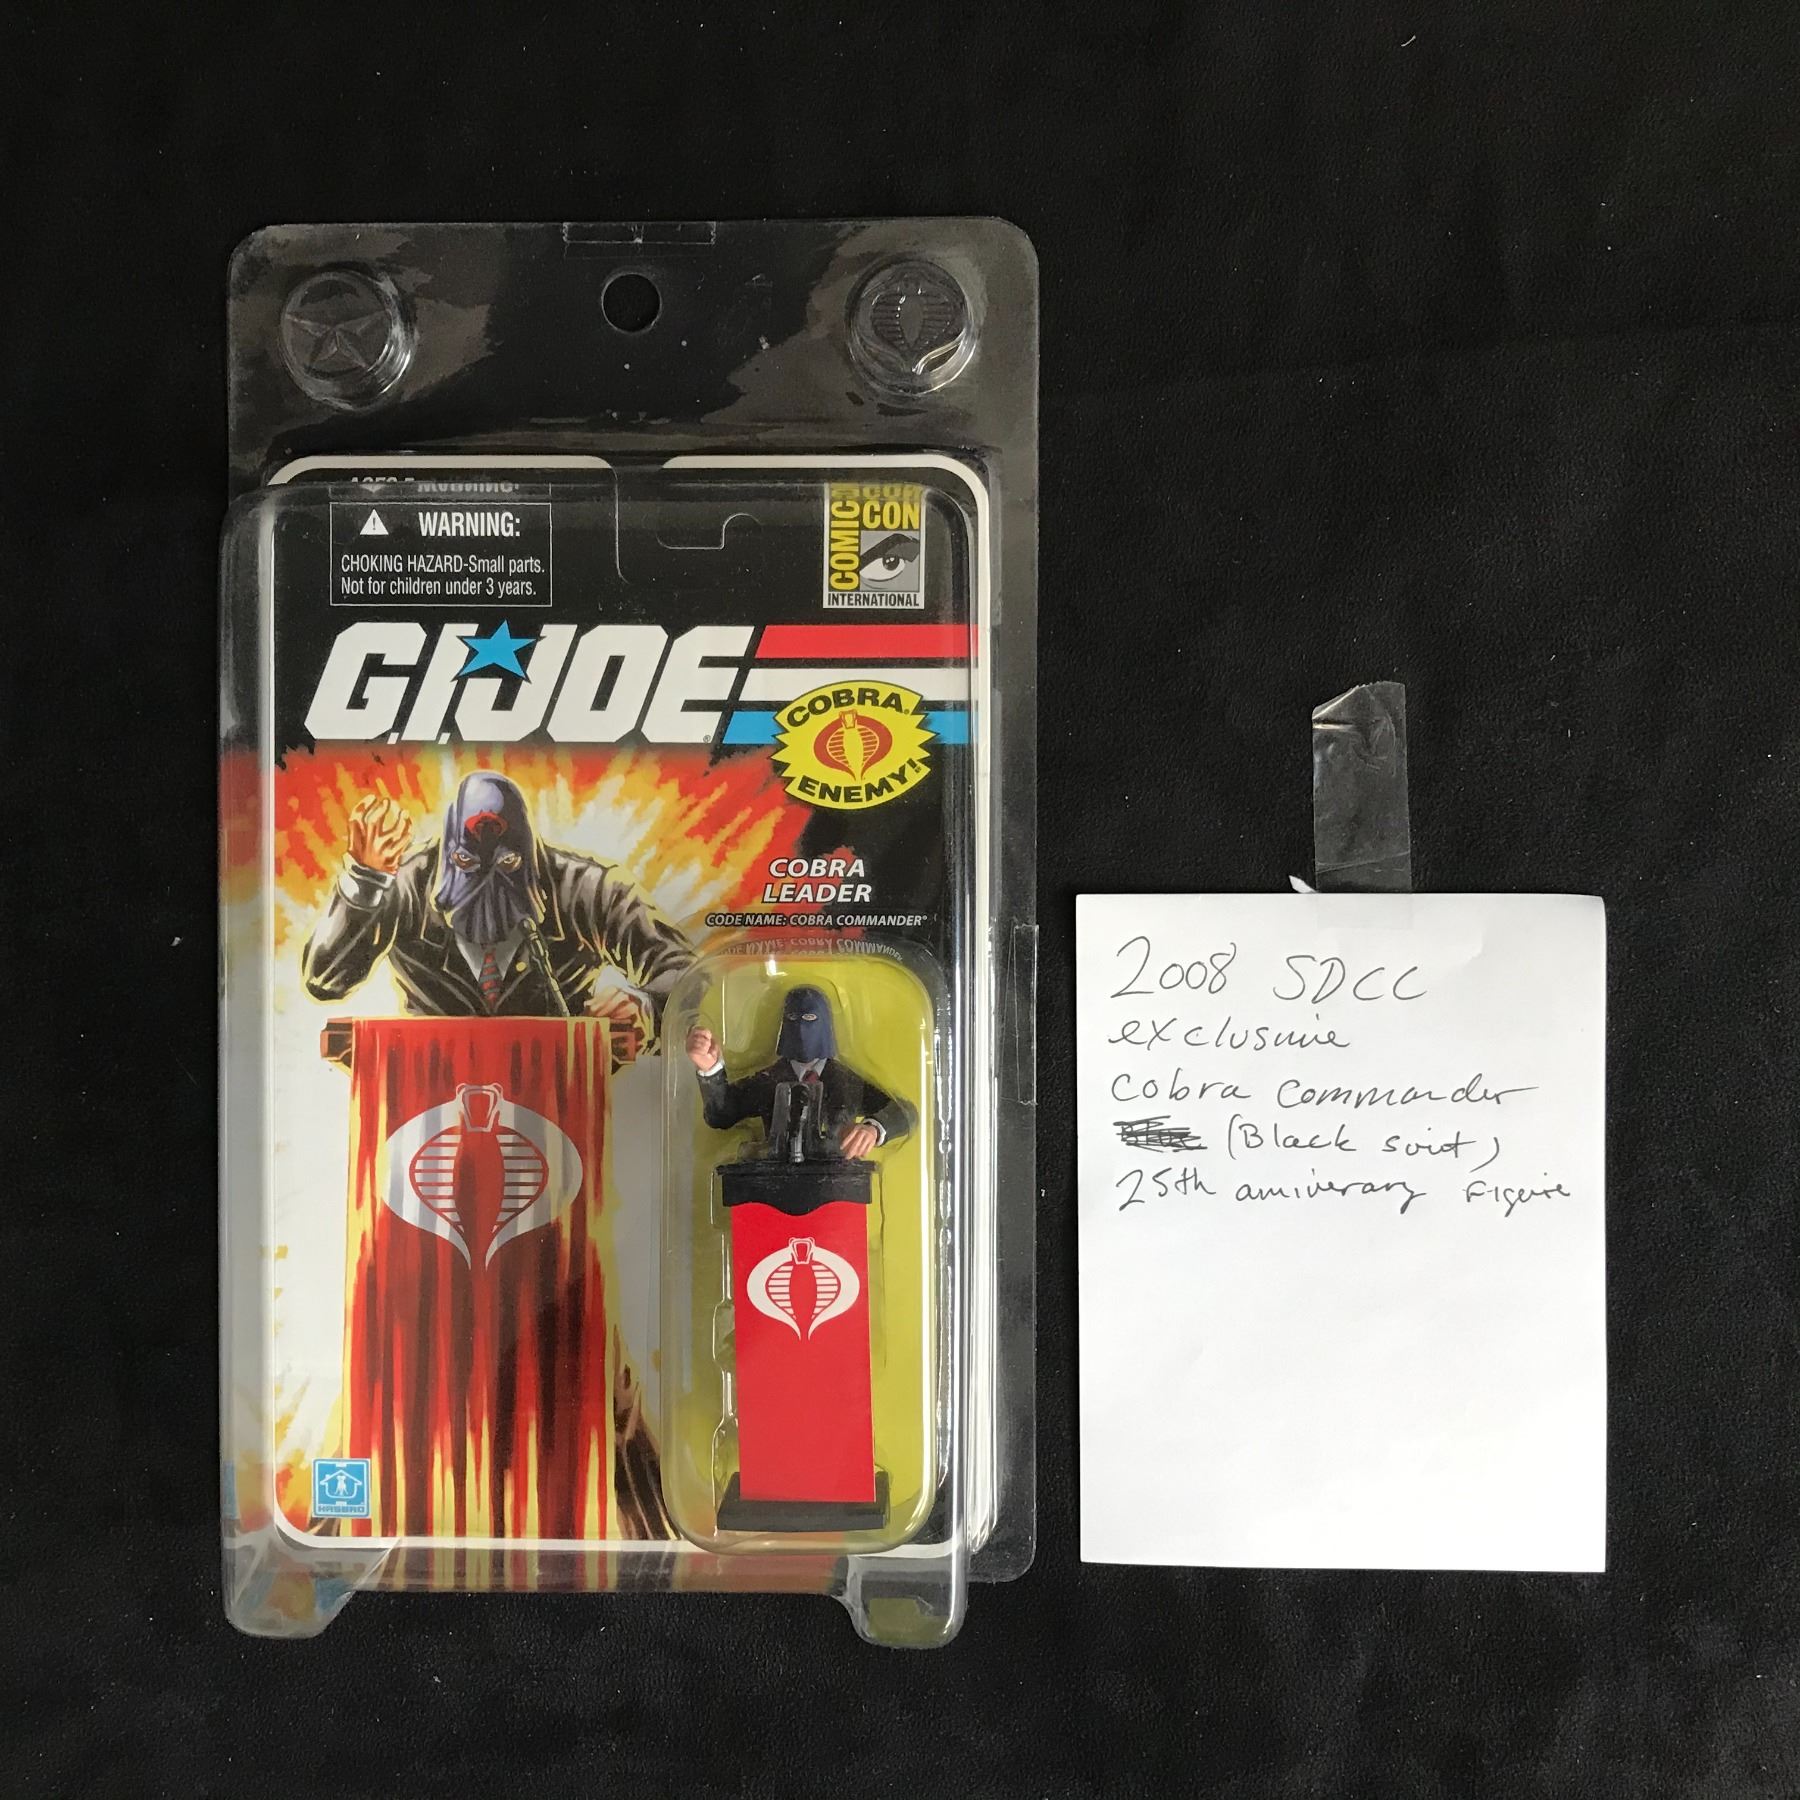 WARNING:
CHOKING HAZARD-Small parts.
Not for children under 3 years.
COMIC CON
INTERNATIONAL
G.I. JOE®
COBRA
ENEMY!
COBRA
LEADER
CODE NAME: COBRA COMMANDER®
HASBRO
2008 SDCC
exclusive
Cobra Commander
(Black suit)
25th anniverary Figure